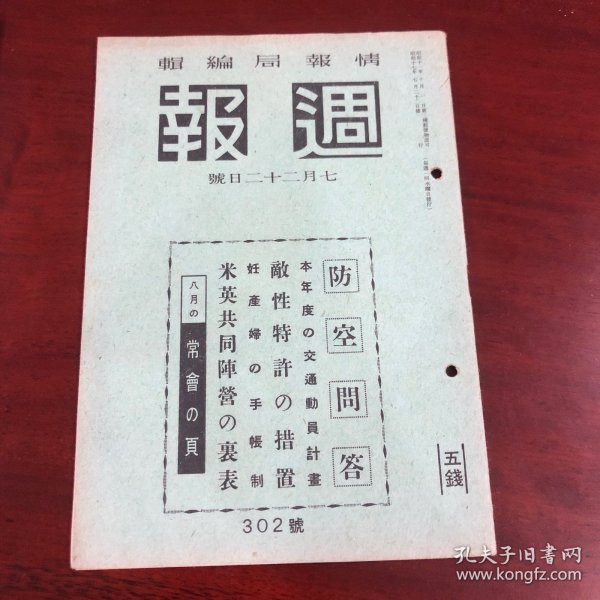 情報局編輯
週報
七月二十二日號
防空問答
本年度の交通動員計畫
敵性特許の措置
妊產婦の手帳制
米英共同陣營の裏表
八月の
常會の頁
五錢
302號
孔夫子旧书网
www.kongfz.com